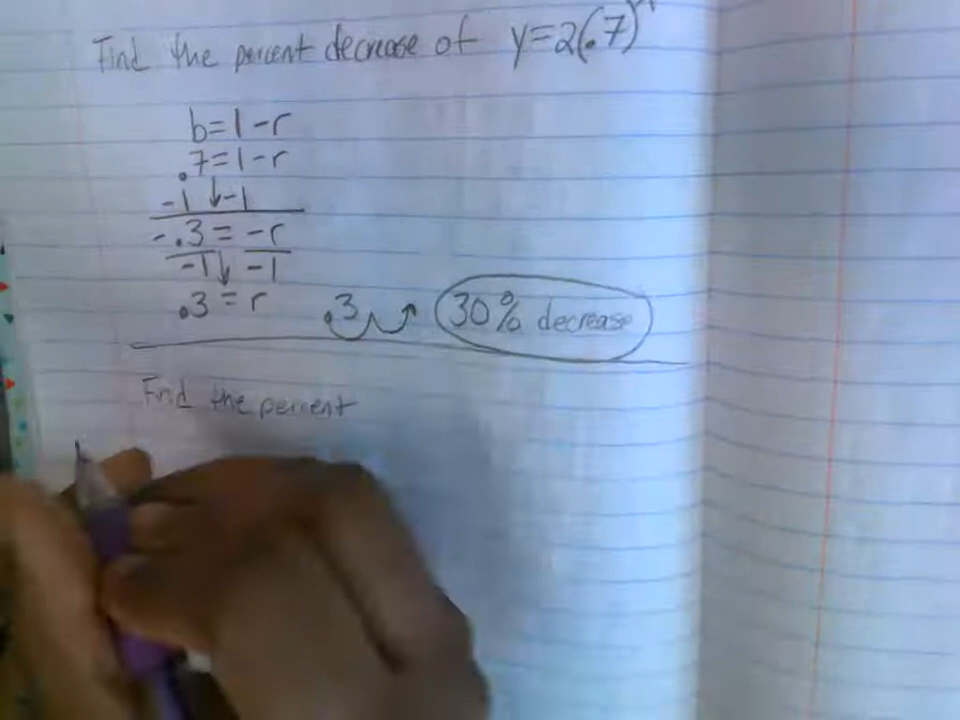 Find the percent decrease of y=2(.7)
b=1-r
.7=1-r
-1 ↓-1
-.3 = -r
-1 ↓ -1
.3 = r .3 30% decrease
Find the percent